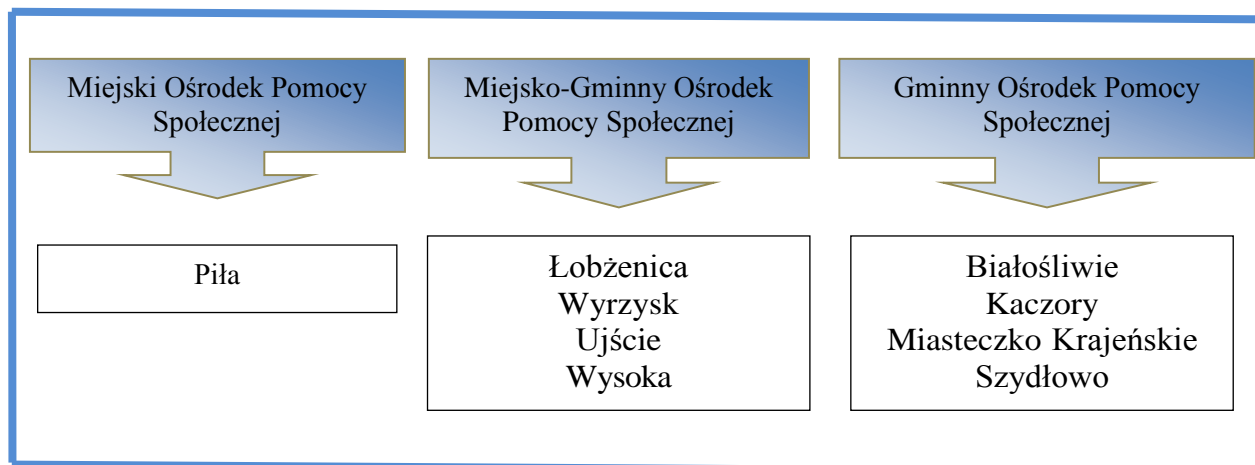 Miejski Ośrodek Pomocy
Społecznej
Miejsko-Gminny Ośrodek
Pomocy Społecznej
Gminny Ośrodek Pomocy
Społecznej
Piła
Łobżenica
Wyrzysk
Ujście
Wysoka
Białośliwie
Kaczory
Miasteczko Krajeńskie
Szydłowo